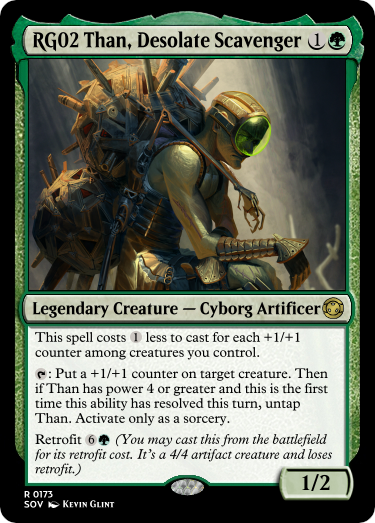 RG02 Than, Desolate Scavenger 1
Legendary Creature — Cyborg Artificer
This spell costs 1 less to cast for each +1/+1
counter among creatures you control.
: Put a +1/+1 counter on target creature. Then
if Than has power 4 or greater and this is the first
time this ability has resolved this turn, untap
Than. Activate only as a sorcery.
Retrofit 6 (You may cast this from the battlefield
for its retrofit cost. It's a 4/4 artifact creature and loses
retrofit.)
1/2
R 0173
SOV Kevin Glint